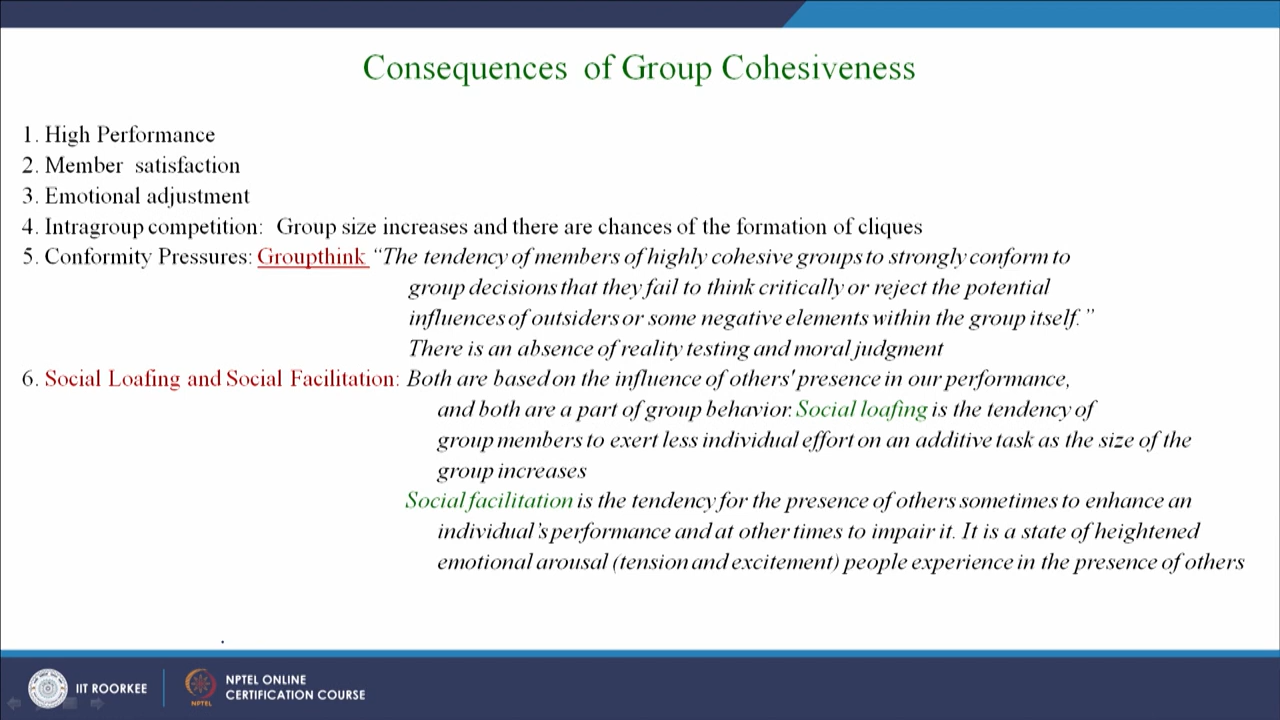 Consequences of Group Cohesiveness
1. High Performance
2. Member satisfaction
3. Emotional adjustment
4. Intragroup competition: Group size increases and there are chances of the formation of cliques
5. Conformity Pressures: Groupthink “The tendency of members of highly cohesive groups to strongly conform to
group decisions that they fail to think critically or reject the potential
influences of outsiders or some negative elements within the group itself.”
There is an absence of reality testing and moral judgment
6. Social Loafing and Social Facilitation: Both are based on the influence of others' presence in our performance,
and both are a part of group behavior. Social loafing is the tendency of
group members to exert less individual effort on an additive task as the size of the
group increases
Social facilitation is the tendency for the presence of others sometimes to enhance an
individual’s performance and at other times to impair it. It is a state of heightened
emotional arousal (tension and excitement) people experience in the presence of others
.
IIT ROORKEE
NPTEL
NPTEL ONLINE
CERTIFICATION COURSE